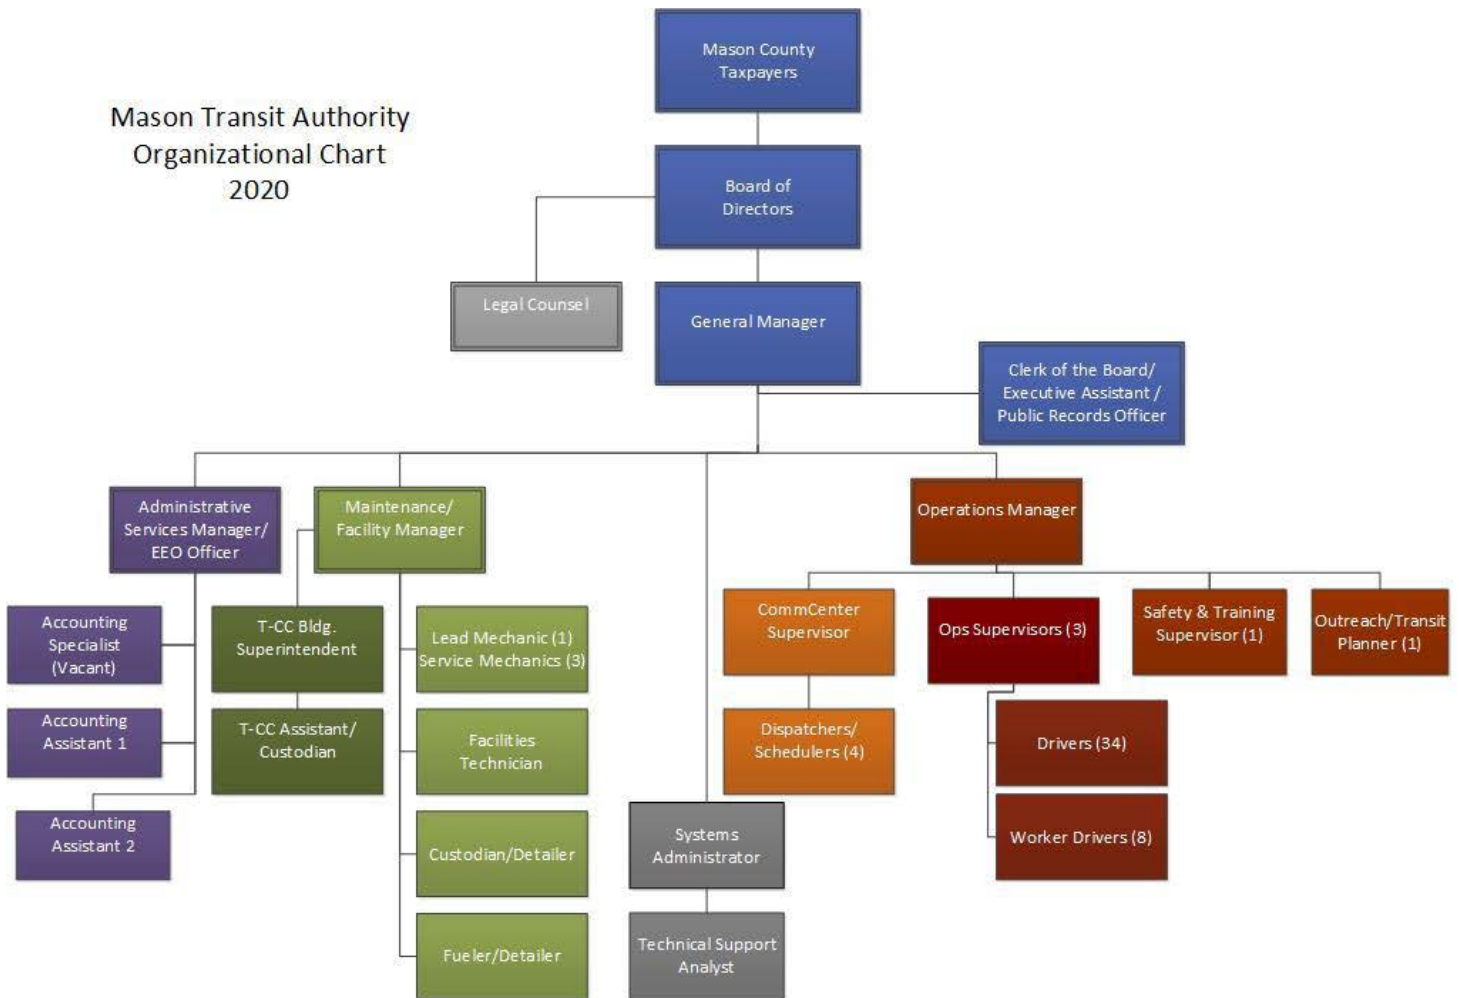 Mason County
Taxpayers
Mason Transit Authority
Organizational Chart
2020
Board of
Directors
Legal Counsel
General Manager
Clerk of the Board/
Executive Assistant /
Public Records Officer
Administrative
Services Manager/
EEO Officer
Maintenance/
Facility Manager
Operations Manager
Accounting
Specialist
(Vacant)
T-CC Bldg.
Superintendent
Lead Mechanic (1)
Service Mechanics (3)
CommCenter
Supervisor
Ops Supervisors (3)
Safety & Training
Supervisor (1)
Outreach/Transit
Planner (1)
Accounting
Assistant 1
T-CC Assistant/
Custodian
Facilities
Technician
Dispatchers/
Schedulers (4)
Drivers (34)
Accounting
Assistant 2
Custodian/Detailer
Systems
Administrator
Worker Drivers (8)
Fueler/Detailer
Technical Support
Analyst